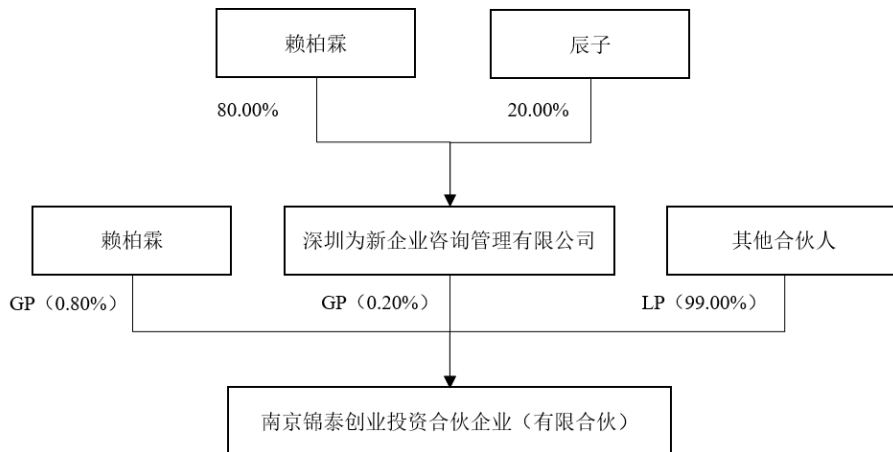 赖柏霖
辰子
80.00%
20.00%
赖柏霖
深圳为新企业咨询管理有限公司
其他合伙人
GP（0.80%）
GP（0.20%）
LP（99.00%）
南京锦泰创业投资合伙企业（有限合伙）